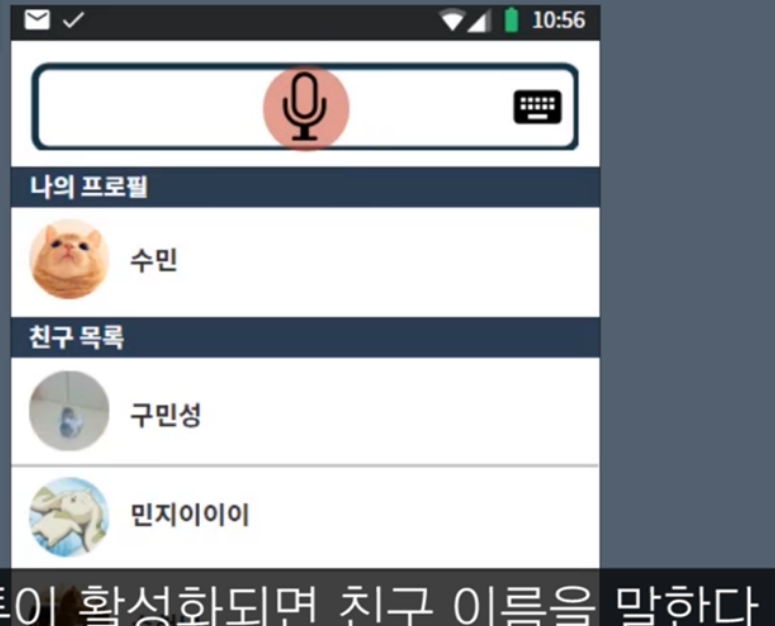 10:56
나의 프로필
수민
친구 목록
구민성
민지이이이
활성화되면 친구 이름을 말한다